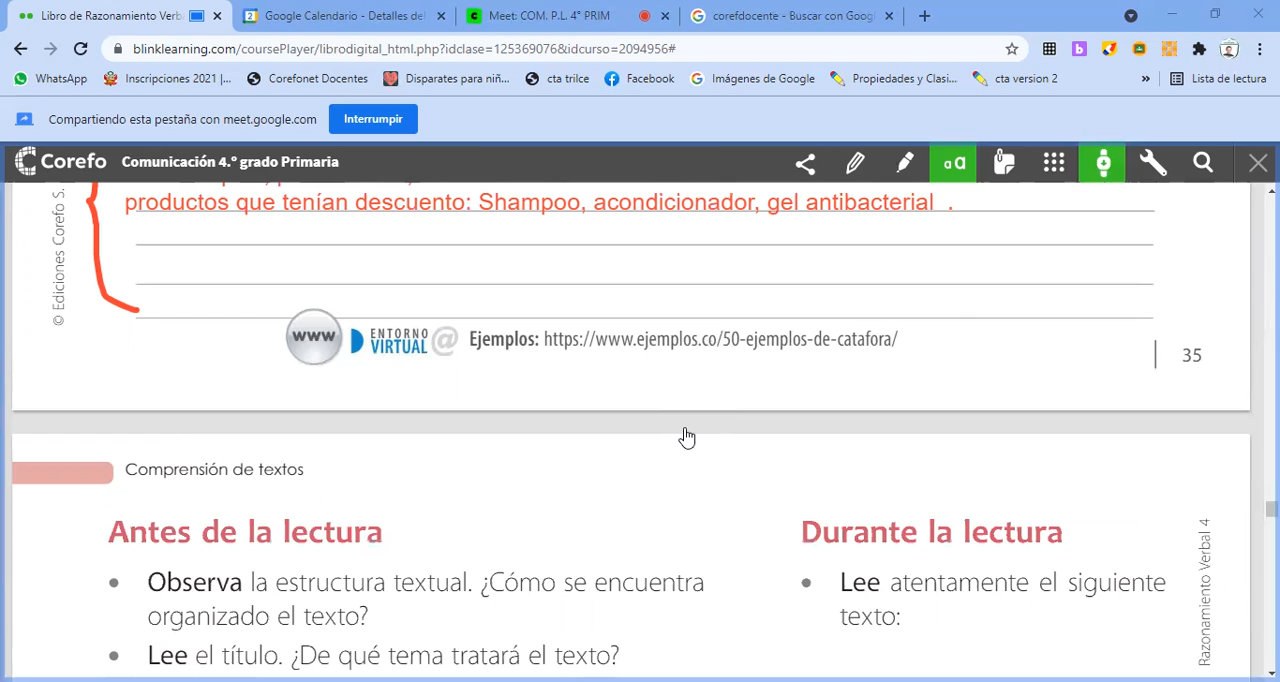 Libro de Razonamiento Verb
Google Calendario - Detalles del
Meet: COM. P.L. 4° PRIM
corefdocente - Buscar con Goog
blinklearning.com/coursePlayer/librodigital_html.php?idclase=125369076&idcurso=2094956#
WhatsApp
Inscripciones 2021 |...
Corefonet Docentes
Disparates para niñ...
cta trilce
Facebook
Imágenes de Google
Propiedades y Clasi...
cta version 2
»
Lista de lectura
Compartiendo esta pestaña con meet.google.com
Interrumpir
Corefo
Comunicación 4.º grado Primaria
aa
productos que tenían descuento: Shampoo, acondicionador, gel antibacterial .
© Ediciones Corefo S.
www
ENTORNO
VIRTUAL @
Ejemplos: https://www.ejemplos.co/50-ejemplos-de-catafora/
35
Comprensión de textos
Antes de la lectura
• Observa la estructura textual. ¿Cómo se encuentra
organizado el texto?
• Lee el título. ¿De qué tema tratará el texto?
Durante la lectura
• Lee atentamente el siguiente
texto:
Razonamiento Verbal 4